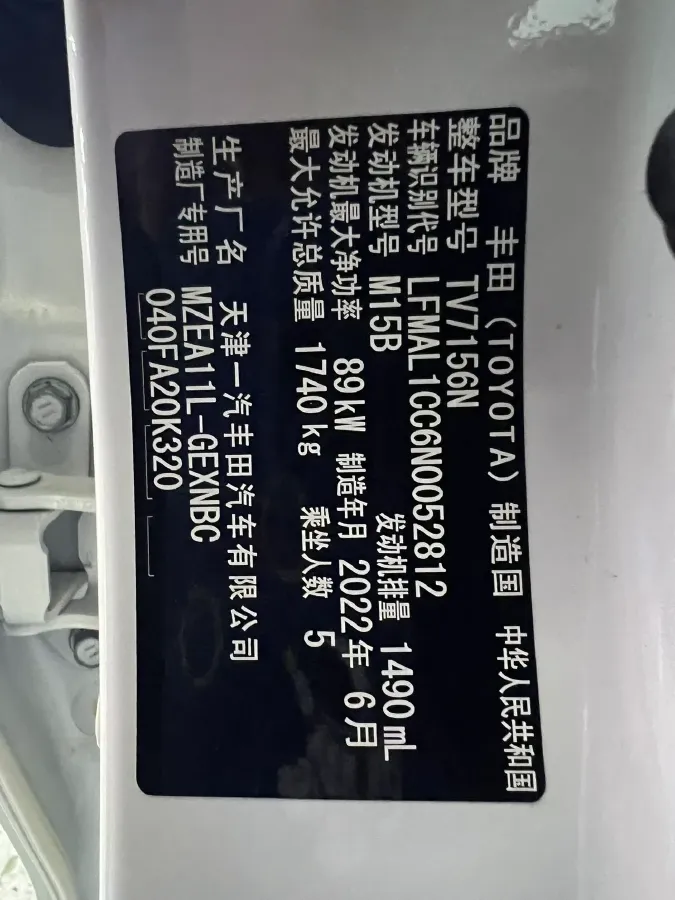 品牌 丰田(TOYOTA) 制造国 中华人民共和国
整车型号 TV7156N
车辆识别代号 LFMAL1CC6N0052812
发动机型号 M15B 发动机排量 1490mL
发动机最大净功率 89kW 制造年月 2022年 6月
最大允许总质量 1740kg 乘坐人数 5
生产厂名 天津一汽丰田汽车有限公司
制造厂专用号 MZEA11L-GEXNBC
040FA20K320